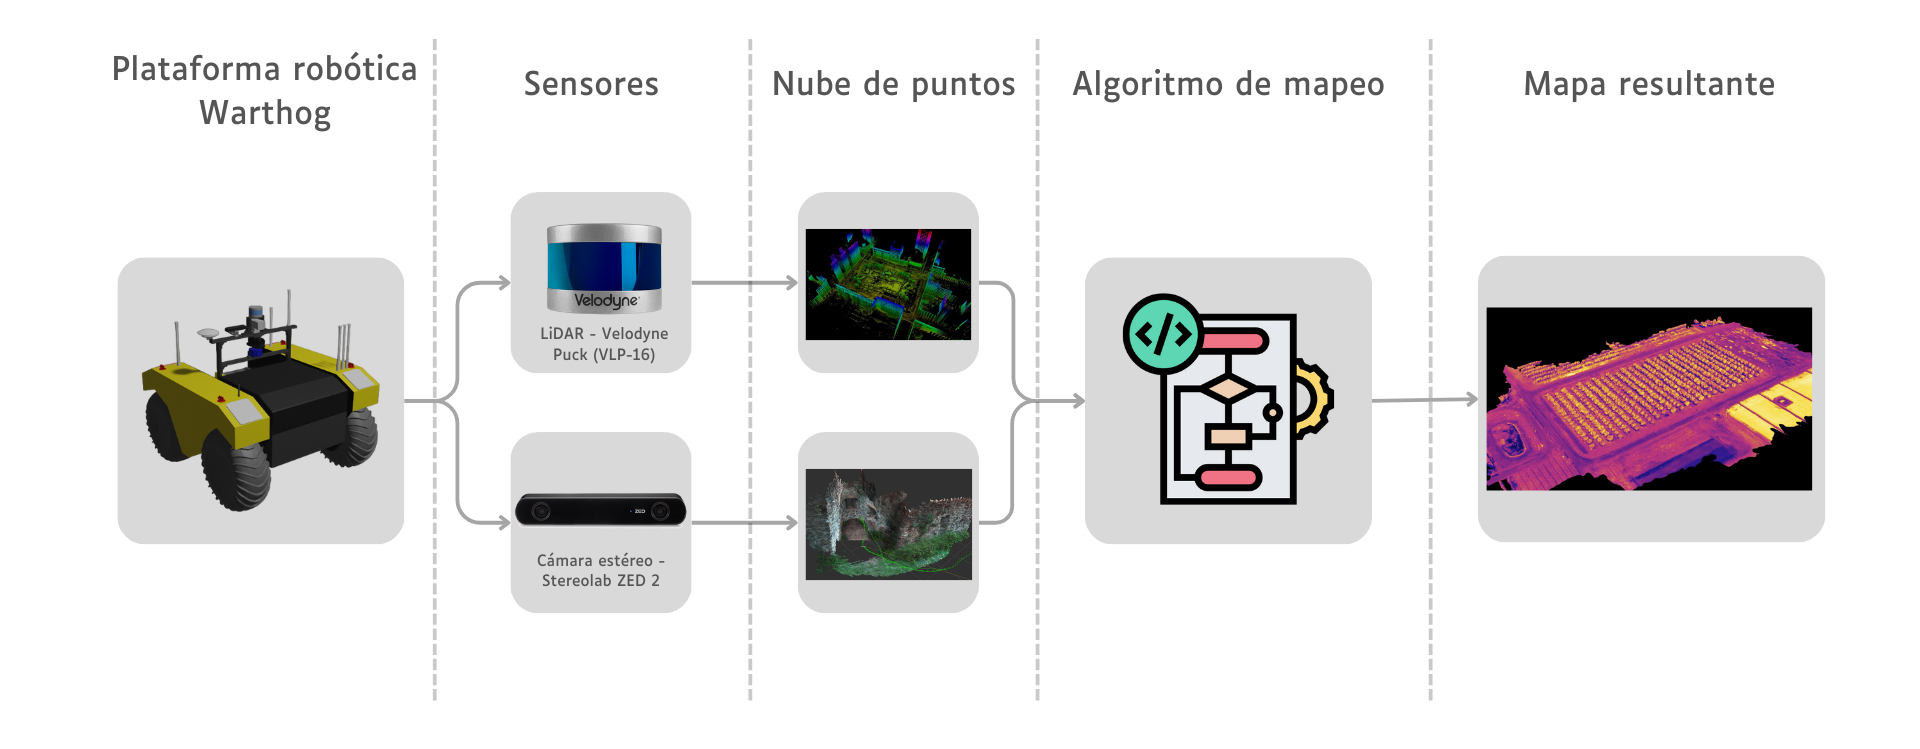 Plataforma robótica
Warthog
Sensores
Nube de puntos
Algoritmo de mapeo
Mapa resultante
Velodyne
LiDAR - Velodyne
Puck (VLP-16)
ZED
Cámara estéreo -
Stereolab ZED 2